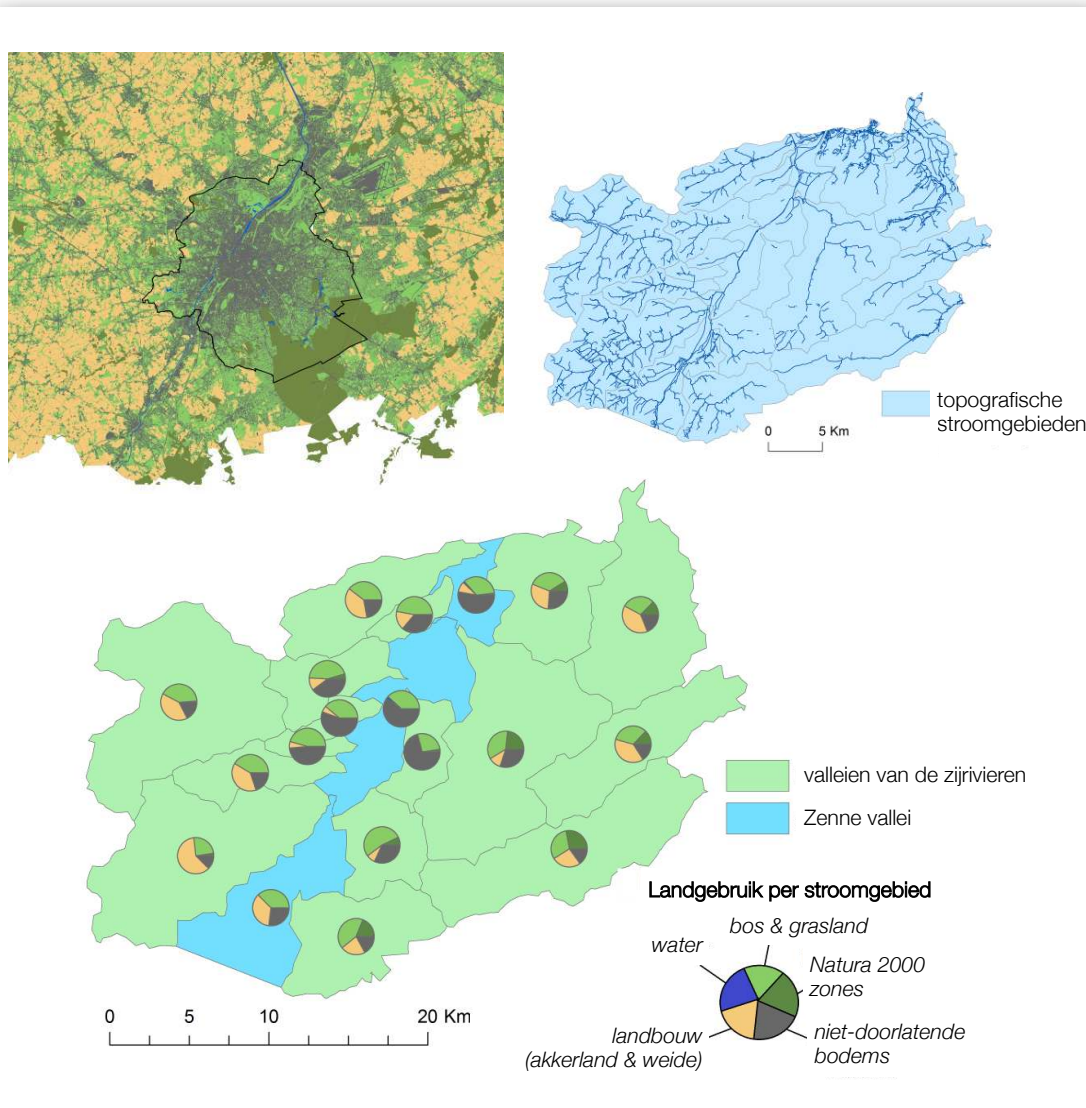 topografische
stroomgebieden
0 5 Km
valleien van de zijrivieren
Zenne vallei
Landgebruik per stroomgebied
bos & grasland
water
Natura 2000
zones
landbouw
(akkerland & weide)
niet-doorlatende
bodems
0 5 10 20 Km